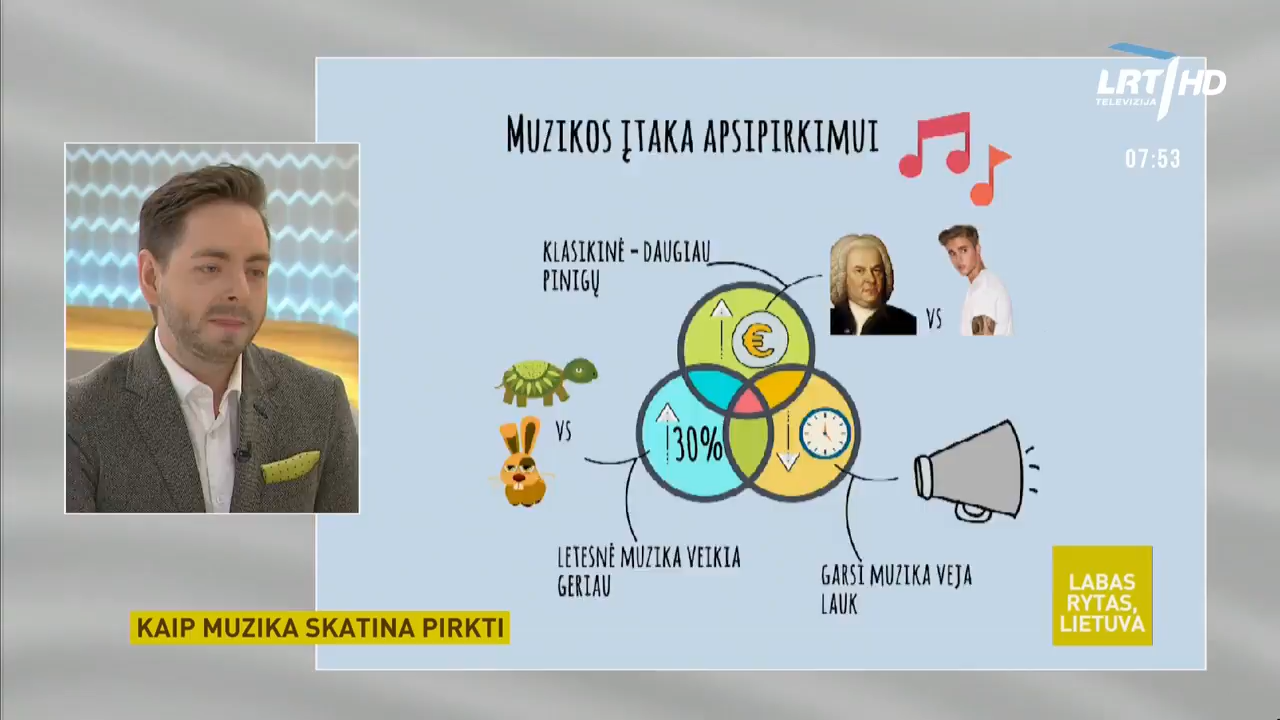 LRT HD
TELEVIZIJA
07:53
MUZIKOS ĮTAKA APSIPIRKIMUI
KLASIKINĖ - DAUGIAU
PINIGŲ
VS
€
VS
30%
LETESNĖ MUZIKA VEIKIA
GERIAU
GARSI MUZIKA VEJA
LAUK
LABAS
RYTAS,
LIETUVA
KAIP MUZIKA SKATINA PIRKTI